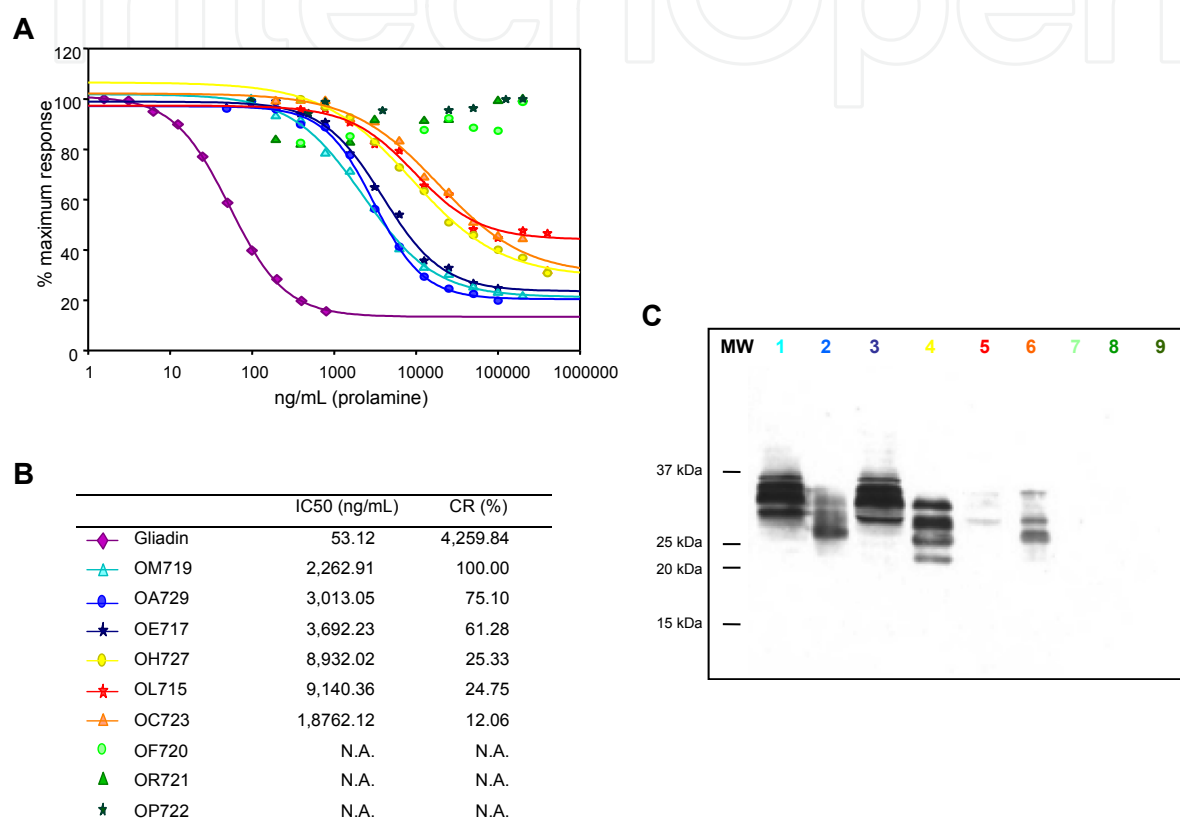 intechopen
A
120
100
80
60
40
20
0
% maximum response
1 10 100 1000 10000 100000 1000000
ng/mL (prolamine)
B
IC50 (ng/mL) CR (%)
Gliadin 53.12 4,259.84
OM719 2,262.91 100.00
OA729 3,013.05 75.10
OE717 3,692.23 61.28
OH727 8,932.02 25.33
OL715 9,140.36 24.75
OC723 1,8762.12 12.06
OF720 N.A. N.A.
OR721 N.A. N.A.
OP722 N.A. N.A.
C
MW 1 2 3 4 5 6 7 8 9
37 kDa
25 kDa
20 kDa
15 kDa